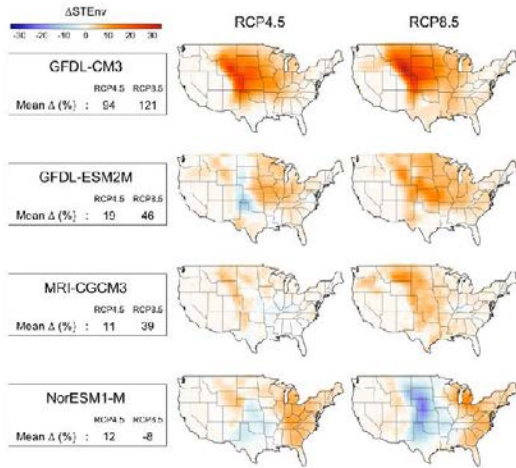 ΔSTEnv
-30 -20 -10 0 10 20 30
RCP4.5 RCP8.5
GFDL-CM3
RCP4.5 RCP8.5
Mean Δ (%) : 94 121
GFDL-ESM2M
RCP4.5 RCP8.5
Mean Δ (%) : 19 46
MRI-CGCM3
RCP4.5 RCP8.5
Mean Δ (%) : 11 39
NorESM1-M
RCP4.5 RCP8.5
Mean Δ (%) : 12 -8